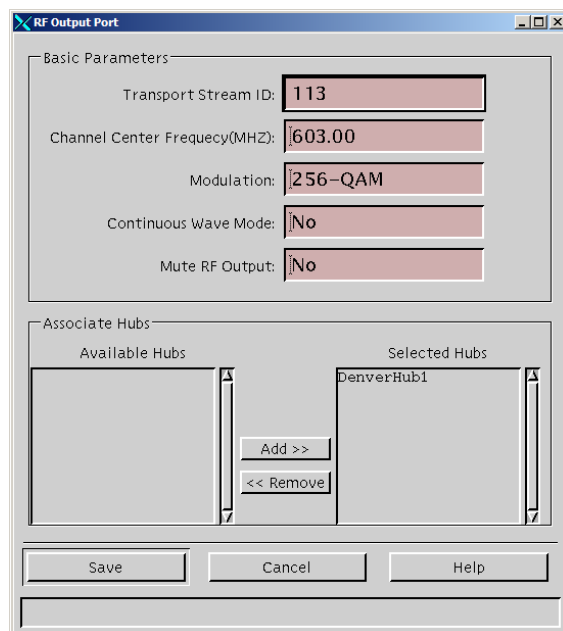 RF Output Port
Basic Parameters
Transport Stream ID: 113
Channel Center Frequecy(MHZ): 603.00
Modulation: 256-QAM
Continuous Wave Mode: No
Mute RF Output: No
Associate Hubs
Available Hubs Selected Hubs
DenverHub1
Add >>
<< Remove
Save Cancel Help